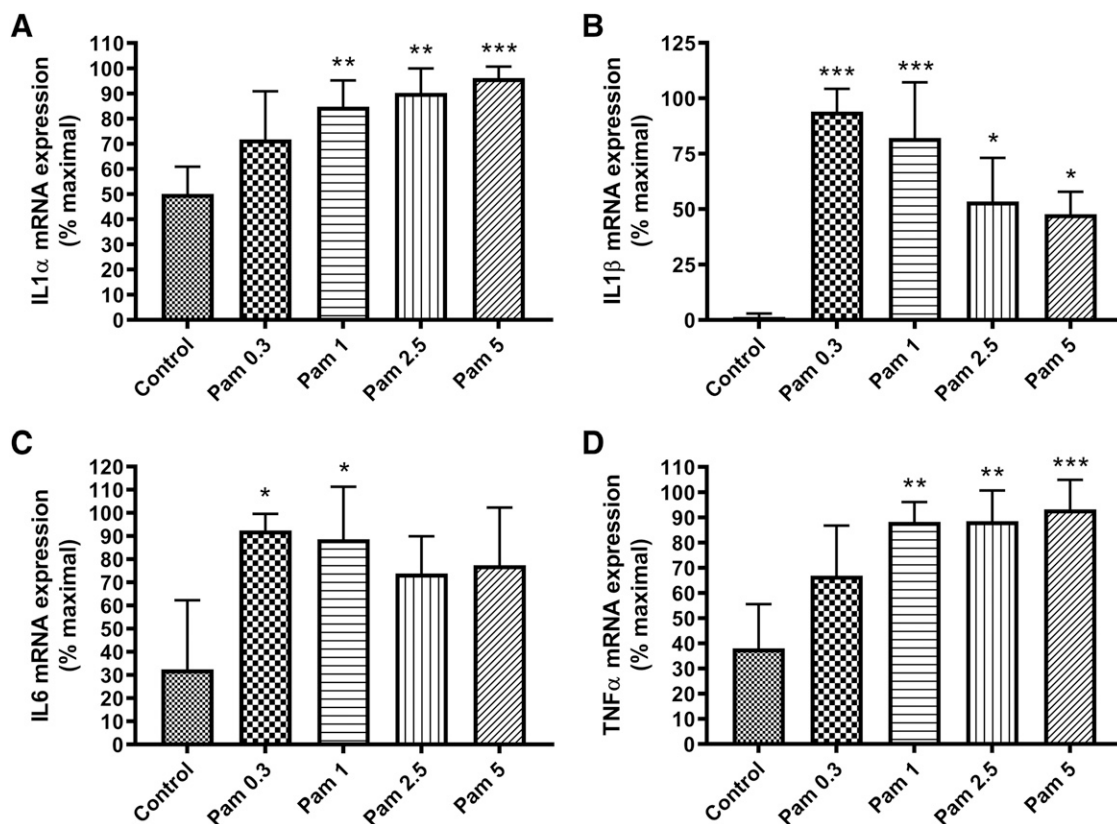 A
IL1α mRNA expression
(% maximal)
110
100
90
80
70
60
50
40
30
20
10
0
**
**
***
Control
Pam 0.3
Pam 1
Pam 2.5
Pam 5
B
IL1β mRNA expression
(% maximal)
125
100
75
50
25
0
***
***
*
*
Control
Pam 0.3
Pam 1
Pam 2.5
Pam 5
C
IL6 mRNA expression
(% maximal)
120
110
100
90
80
70
60
50
40
30
20
10
0
*
*
Control
Pam 0.3
Pam 1
Pam 2.5
Pam 5
D
TNFα mRNA expression
(% maximal)
110
100
90
80
70
60
50
40
30
20
10
0
**
**
***
Control
Pam 0.3
Pam 1
Pam 2.5
Pam 5